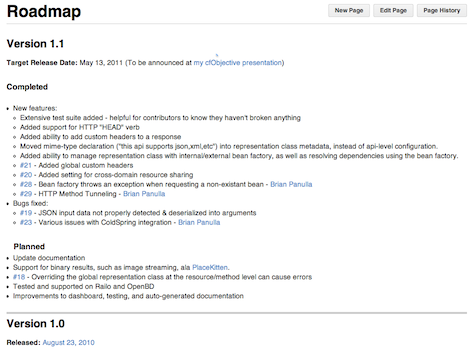 Roadmap
New Page
Edit Page
Page History
Version 1.1
Target Release Date: May 13, 2011 (To be announced at my cfObjective presentation)
Completed
New features:
Extensive test suite added - helpful for contributors to know they haven't broken anything
Added support for HTTP "HEAD" verb
Added ability to add custom headers to a response
Moved mime-type declaration ("this api supports json,xml,etc") into representation class metadata, instead of api-level configuration.
Added ability to manage representation class with internal/external bean factory, as well as resolving dependencies using the bean factory.
#21 - Added global custom headers
#20 - Added setting for cross-domain resource sharing
#28 - Bean factory throws an exception when requesting a non-existant bean - Brian Panulla
#29 - HTTP Method Tunneling - Brian Panulla
Bugs fixed:
#19 - JSON input data not properly detected & deserialized into arguments
#23 - Various issues with ColdSpring integration - Brian Panulla
Planned
Update documentation
Support for binary results, such as image streaming, ala PlaceKitten.
#18 - Overriding the global representation class at the resource/method level can cause errors
Tested and supported on Railo and OpenBD
Improvements to dashboard, testing, and auto-generated documentation
Version 1.0
Released: August 23, 2010